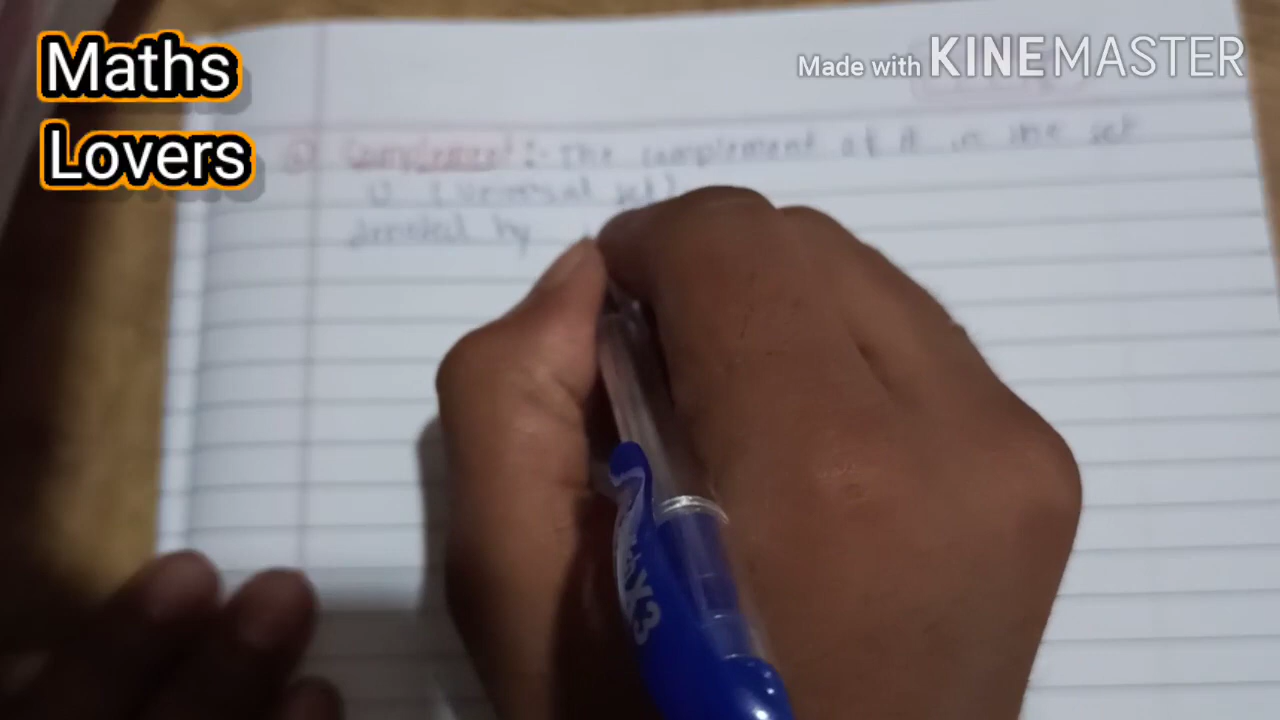 Maths
Lovers
Made with KINEMASTER
Complement :- The complement of A in the set
U (Universal set)
denoted by